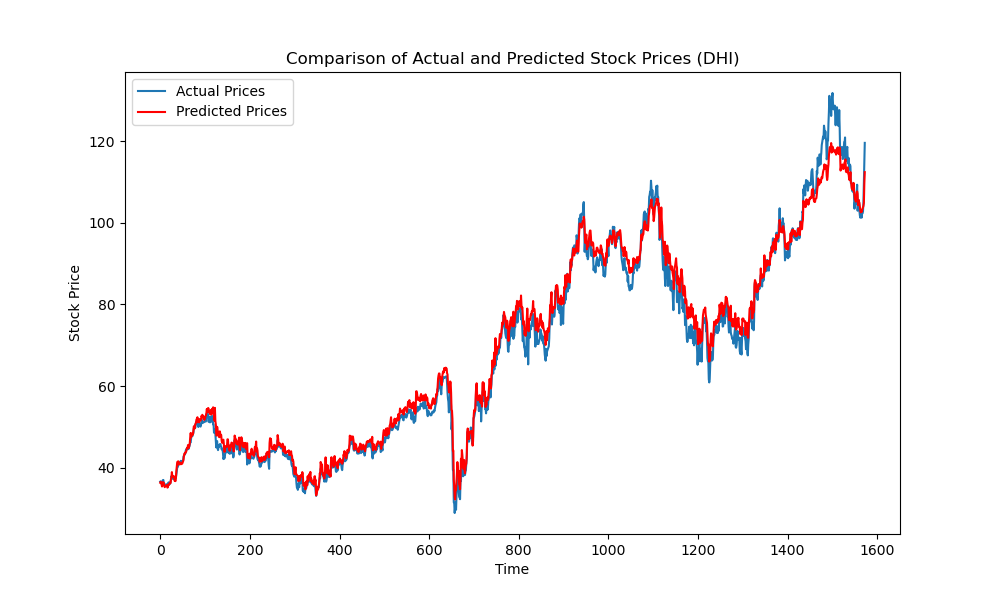 Comparison of Actual and Predicted Stock Prices (DHI)
Actual Prices
Predicted Prices
Stock Price
120
100
80
60
40
0 200 400 600 800 1000 1200 1400 1600
Time